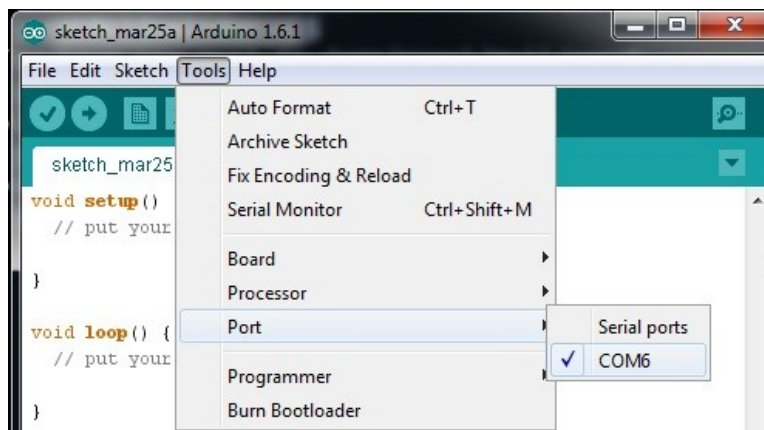 sketch_mar25a | Arduino 1.6.1
File Edit Sketch Tools Help
Auto Format Ctrl+T
Archive Sketch
Fix Encoding & Reload
Serial Monitor Ctrl+Shift+M
Board
Processor
Port
Programmer
Burn Bootloader
Serial ports
COM6
sketch_mar25
void setup()
// put your
}
void loop() {
// put your
}